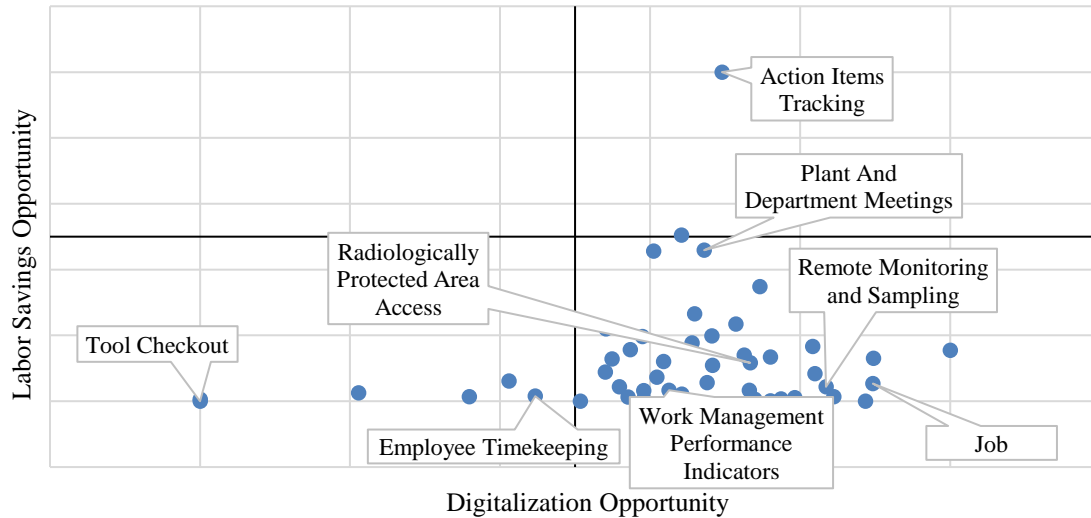 Labor Savings Opportunity
Action Items
Tracking
Plant And
Department Meetings
Radiologically
Protected Area
Access
Remote Monitoring
and Sampling
Tool Checkout
Employee Timekeeping
Work Management
Performance
Indicators
Job
Digitalization Opportunity